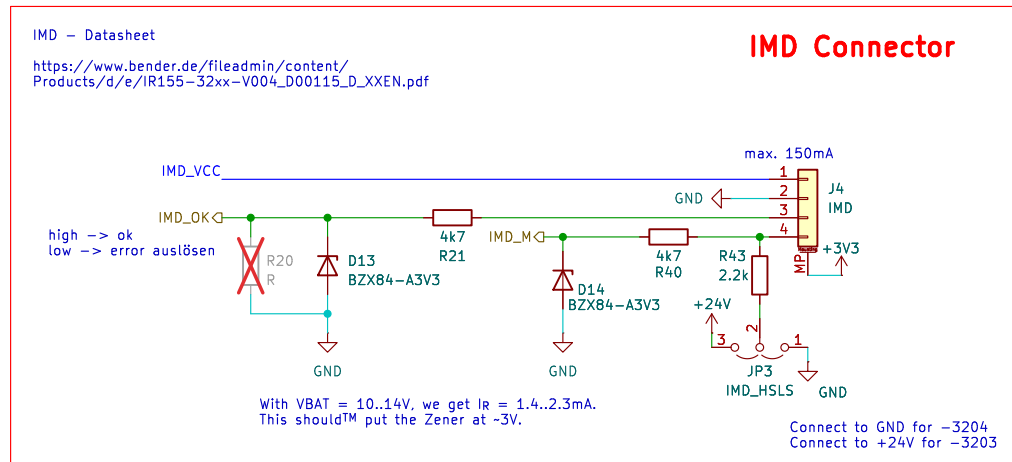 IMD - Datasheet
IMD Connector
https://www.bender.de/fileadmin/content/
Products/d/e/IR155-32xx-V004_D00115_D_XXEN.pdf
max. 150mA
IMD_VCC
1
J4
GND
2
IMD
IMD_OK
3
4k7
R21
IMD_M
4
high -> ok
low -> error auslösen
4k7
R40
R43
2.2k
MP
+3V3
R20
R
D13
BZX84-A3V3
D14
BZX84-A3V3
+24V
2
3
1
JP3
IMD_HSLS
GND
GND
GND
With VBAT = 10..14V, we get IR = 1.4..2.3mA.
This should™ put the Zener at ~3V.
Connect to GND for -3204
Connect to +24V for -3203